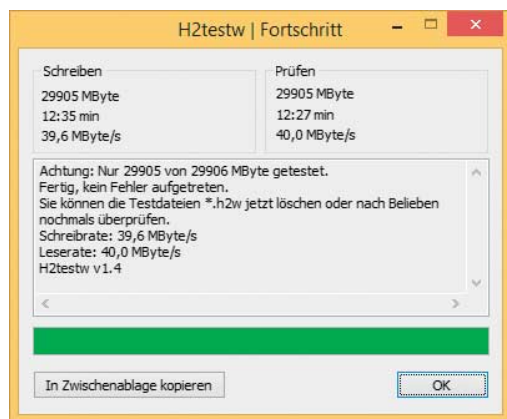 H2testw | Fortschritt
Schreiben
29905 MByte
12:35 min
39,6 MByte/s
Prüfen
29905 MByte
12:27 min
40,0 MByte/s
Achtung: Nur 29905 von 29906 MByte getestet.
Fertig, kein Fehler aufgetreten.
Sie können die Testdateien *.h2w jetzt löschen oder nach Belieben
nochmals überprüfen.
Schreibrate: 39,6 MByte/s
Leserate: 40,0 MByte/s
H2testw v1.4
In Zwischenablage kopieren
OK